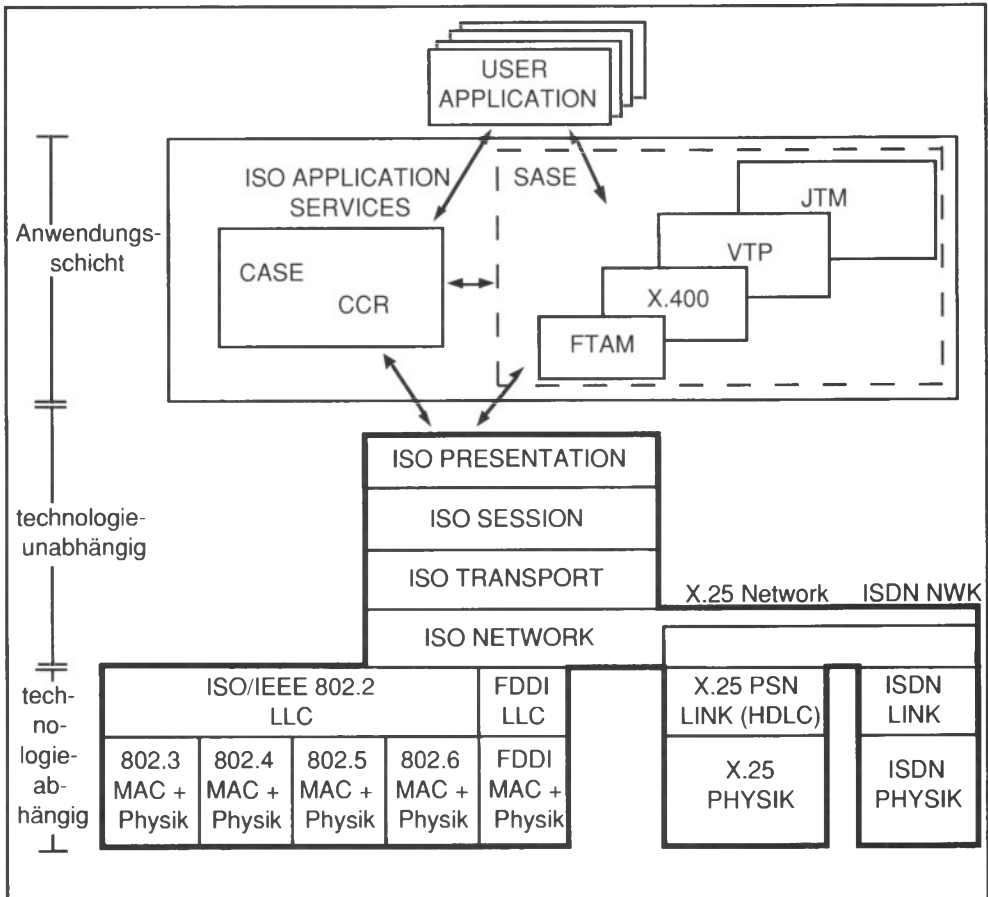 USER
APPLICATION
ISO APPLICATION
SERVICES
SASE
JTM
VTP
X.400
FTAM
CASE
CCR
Anwendungs-
schicht
ISO PRESENTATION
ISO SESSION
ISO TRANSPORT
ISO NETWORK
technologie-
unabhängig
X.25 Network
ISDN NWK
tech-
no-
logie-
ab-
hängig
ISO/IEEE 802.2
LLC
FDDI
LLC
X.25 PSN
LINK (HDLC)
ISDN
LINK
802.3
MAC +
Physik
802.4
MAC +
Physik
802.5
MAC +
Physik
802.6
MAC +
Physik
FDDI
MAC +
Physik
X.25
PHYSIK
ISDN
PHYSIK